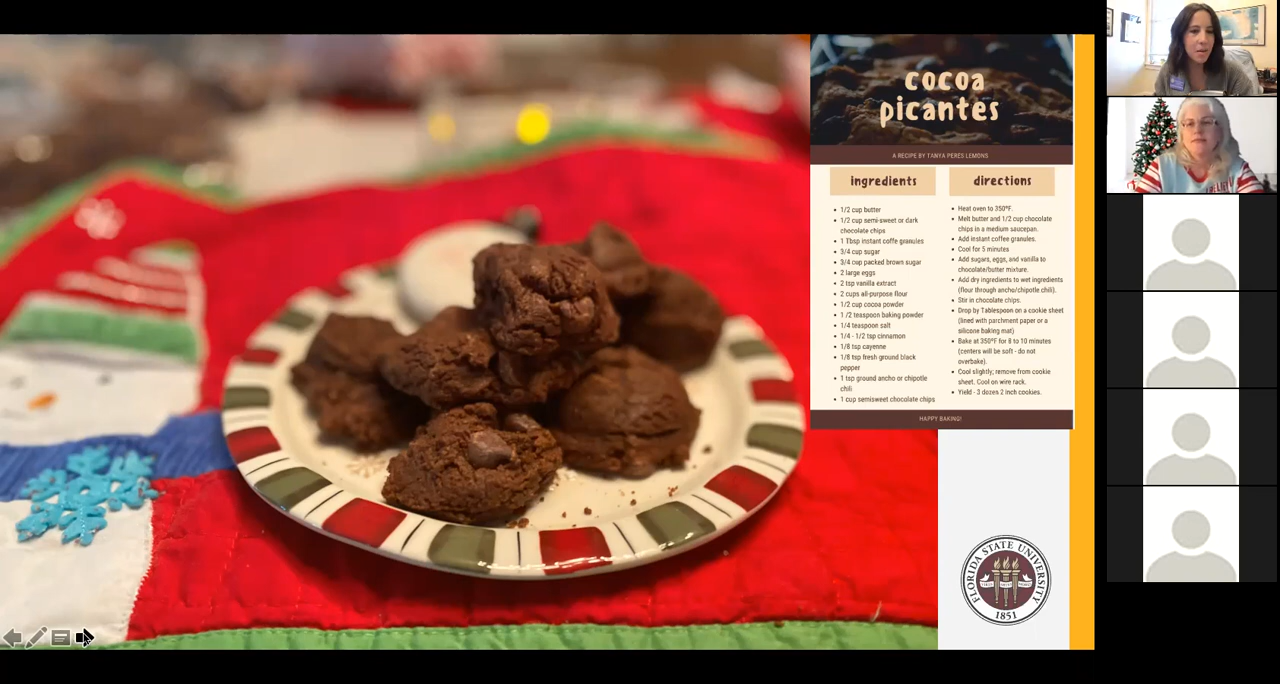 cocoa
picantes
A RECIPE BY TANYA PERES LEMONS
ingredients
1/2 cup butter
1/2 cup semi-sweet or dark
chocolate chips
1 Tbsp instant coffe granules
3/4 cup sugar
3/4 cup packed brown sugar
2 large eggs
2 tsp vanilla extract
2 cups all-purpose flour
1/2 cup cocoa powder
1 /2 teaspoon baking powder
1/4 teaspoon salt
1/4 - 1/2 tsp cinnamon
1/8 tsp cayenne
1/8 tsp fresh ground black
pepper
1 tsp ground ancho or chipotle
chili
1 cup semisweet chocolate chips
directions
Heat oven to 350ºF.
Melt butter and 1/2 cup chocolate
chips in a medium saucepan.
Add instant coffee granules.
Cool for 5 minutes
Add sugars, eggs, and vanilla to
chocolate/butter mixture.
Add dry ingredients to wet ingredients
(flour through ancho/chipotle chili).
Stir in chocolate chips.
Drop by Tablespoon on a cookie sheet
(lined with parchment paper or a
silicone baking mat)
Bake at 350ºF for 8 to 10 minutes
(centers will be soft - do not
overbake).
Cool slightly; remove from cookie
sheet. Cool on wire rack.
Yield - 3 dozes 2 inch cookies.
HAPPY BAKING!
FLORIDA STATE UNIVERSITY
1851